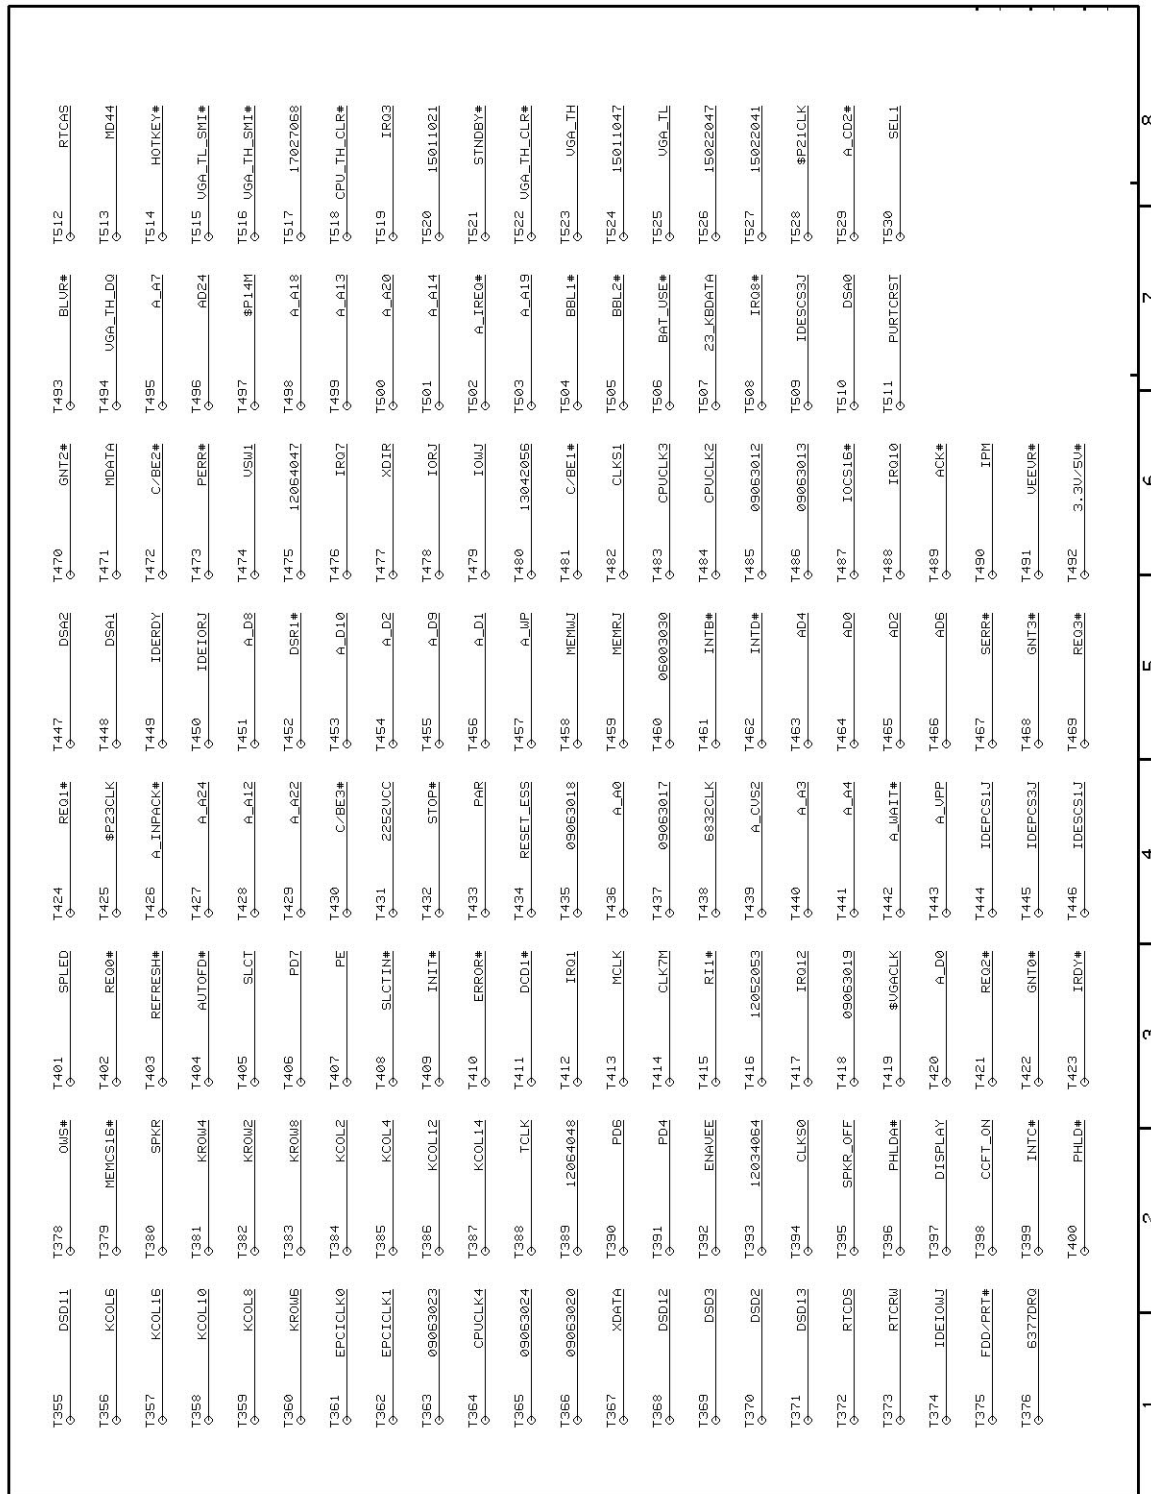 T355 DSD11
T356 KCOL6
T357 KCOL16
T358 KCOL10
T359 KCOL8
T360 KROW6
T361 EPCICLK0
T362 EPCICLK1
T363 09063023
T364 CPUCLK4
T365 09063024
T366 09063020
T367 XDATA
T368 DSD12
T369 DSD3
T370 DSD2
T371 DSD13
T372 RTCDS
T373 RTCRW
T374 IDEIOWJ
T375 FDD/PRT#
T376 6377DRQ
T378 OWS#
T379 MEMCS16#
T380 SPKR
T381 KROW4
T382 KROW2
T383 KROW8
T384 KCOL2
T385 KCOL4
T386 KCOL12
T387 KCOL14
T388 TCLK
T389 12064048
T390 PD6
T391 PD4
T392 ENAVEE
T393 12034064
T394 CLKS0
T395 SPKR_OFF
T396 PHLDA#
T397 DISPLAY
T398 CCFT_ON
T399 INTC#
T400 PHLD#
T401 SPLED
T402 REQ0#
T403 REFRESH#
T404 AUTOFD#
T405 SLCT
T406 PD7
T407 PE
T408 SLCTIN#
T409 INIT#
T410 ERROR#
T411 DCD1#
T412 IRQ1
T413 MCLK
T414 CLK7M
T415 RI1#
T416 12052053
T417 IRQ12
T418 09063019
T419 $VGACLK
T420 A_D0
T421 REQ2#
T422 GNT0#
T423 IRDY#
T424 REQ1#
T425 $P23CLK
T426 A_INPACK#
T427 A_A24
T428 A_A12
T429 A_A22
T430 C/BE3#
T431 2252VCC
T432 STOP#
T433 PAR
T434 RESET_ESS
T435 09063018
T436 A_A0
T437 09063017
T438 6832CLK
T439 A_CVS2
T440 A_A3
T441 A_A4
T442 A_WAIT#
T443 A_VPP
T444 IDEPCS1J
T445 IDEPCS3J
T446 IDESCS1J
T447 DSA2
T448 DSA1
T449 IDERDY
T450 IDEIORJ
T451 A_D8
T452 DSR1#
T453 A_D10
T454 A_D2
T455 A_D9
T456 A_D1
T457 A_WP
T458 MEMWJ
T459 MEMRJ
T460 06003030
T461 INTB#
T462 INTD#
T463 AD4
T464 AD0
T465 AD2
T466 AD6
T467 SERR#
T468 GNT3#
T469 REQ3#
T470 GNT2#
T471 MDATA
T472 C/BE2#
T473 PERR#
T474 VSW1
T475 12064047
T476 IRQ7
T477 XDIR
T478 IORJ
T479 IOWJ
T480 13042056
T481 C/BE1#
T482 CLKS1
T483 CPUCLK3
T484 CPUCLK2
T485 09063012
T486 09063013
T487 IOCS16#
T488 IRQ10
T489 ACK#
T490 IPM
T491 VEEVR#
T492 3.3V/5V#
T493 BLVR#
T494 VGA_TH_DQ
T495 A_A7
T496 AD24
T497 $P14M
T498 A_A18
T499 A_A13
T500 A_A20
T501 A_A14
T502 A_IREQ#
T503 A_A19
T504 BBL1#
T505 BBL2#
T506 BAT_USE#
T507 23_KBDATA
T508 IRQ8#
T509 IDESCS3J
T510 DSA0
T511 PURTCRST
T512 RTCAS
T513 MD44
T514 HOTKEY#
T515 VGA_TL_SMI#
T516 VGA_TH_SMI#
T517 17027068
T518 CPU_TH_CLR#
T519 IRQ3
T520 15011021
T521 STNDBY#
T522 VGA_TH_CLR#
T523 VGA_TH
T524 15011047
T525 VGA_TL
T526 15022047
T527 15022041
T528 $P21CLK
T529 A_CD2#
T530 SEL1
1 2 3 4 5 6 7 8